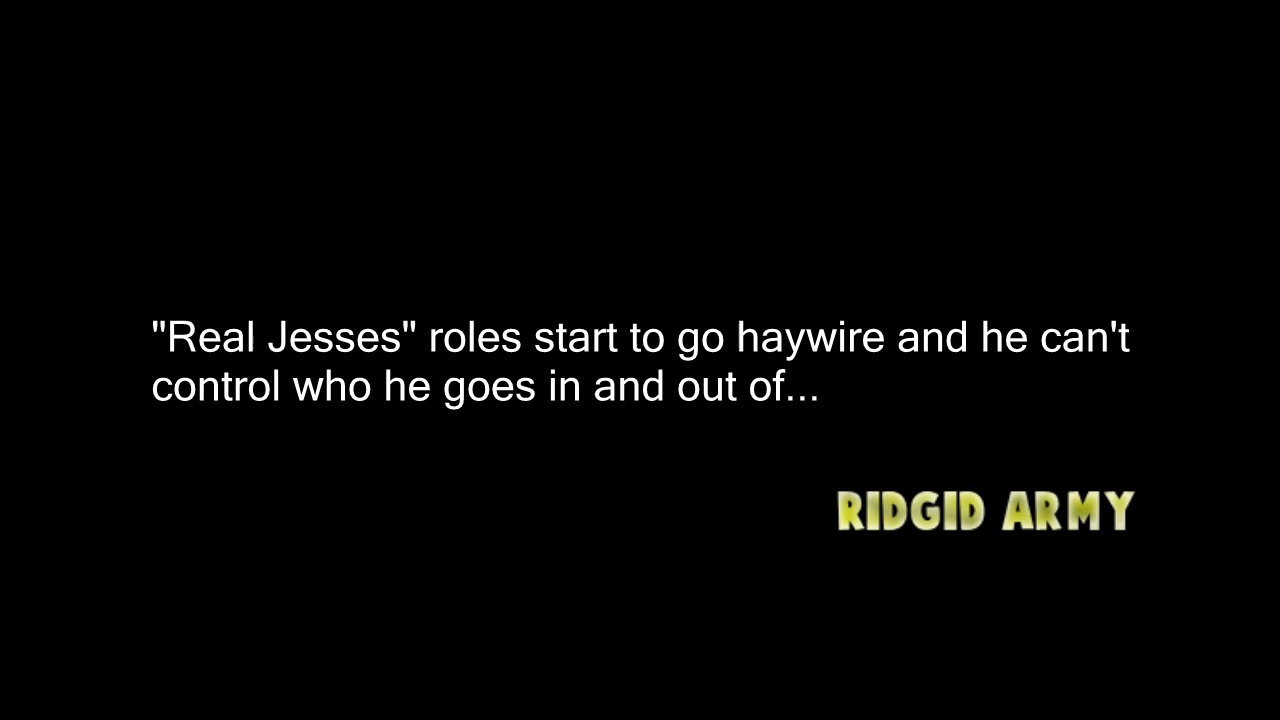 "Real Jesses" roles start to go haywire and he can't
control who he goes in and out of...
RIDGID ARMY